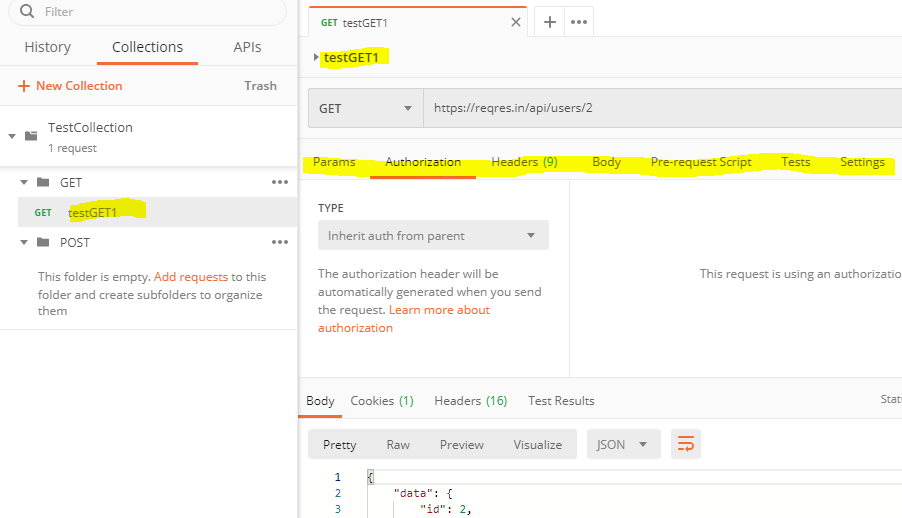 Filter
History Collections APIs
+ New Collection Trash
TestCollection
1 request
GET
GET testGET1
POST
This folder is empty. Add requests to this
folder and create subfolders to organize
them
GET testGET1
testGET1
GET https://reqres.in/api/users/2
Params Authorization Headers (9) Body Pre-request Script Tests Settings
TYPE
Inherit auth from parent
The authorization header will be
automatically generated when you send
the request. Learn more about
authorization
This request is using an
Body Cookies (1) Headers (16) Test Results
Pretty Raw Preview Visualize JSON
1 {
2 "data": {
3 "id": 2,